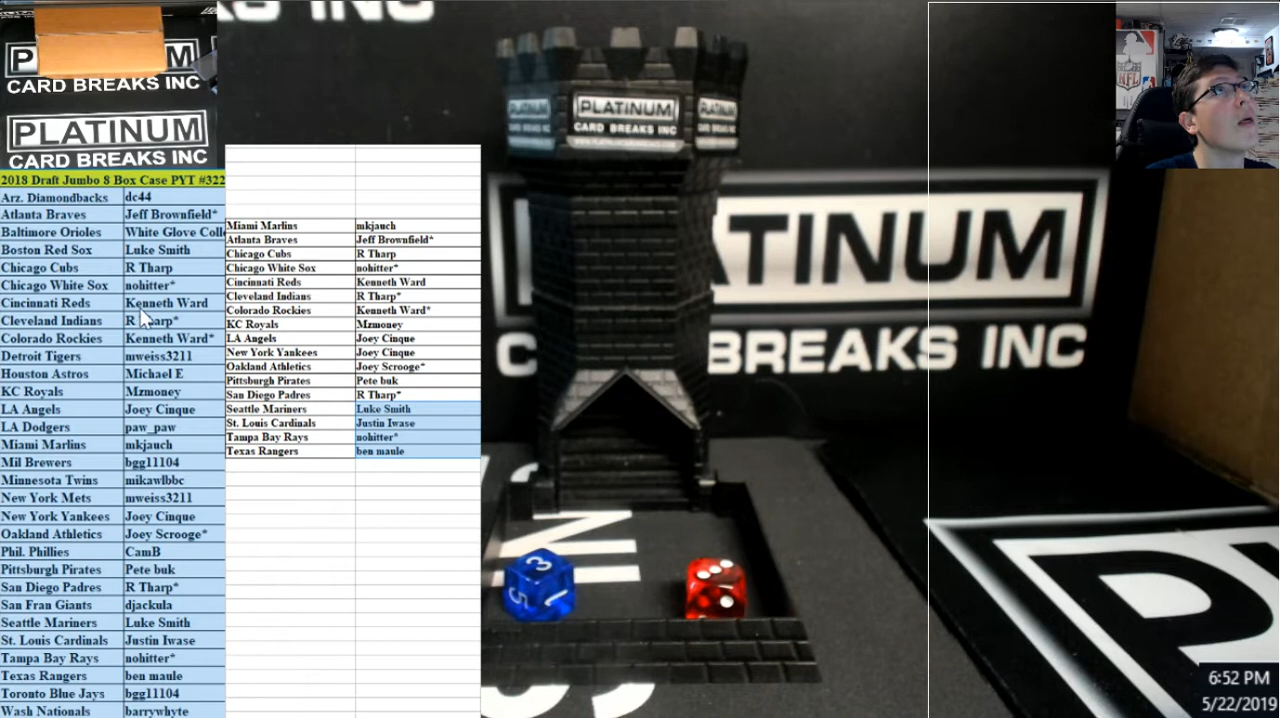 PLATINUM
CARD BREAKS INC
PLATINUM
CARD BREAKS INC
2018 Draft Jumbo 8 Box Case PYT #322
Arz. Diamondbacks dc44
Atlanta Braves Jeff Brownfield*
Baltimore Orioles White Glove Coll
Boston Red Sox Luke Smith
Chicago Cubs R Tharp
Chicago White Sox nohitter*
Cincinnati Reds Kenneth Ward
Cleveland Indians R Tharp*
Colorado Rockies Kenneth Ward*
Detroit Tigers mweiss3211
Houston Astros Michael E
KC Royals Mzmoney
LA Angels Joey Cinque
LA Dodgers paw_paw
Miami Marlins mkjauch
Mil Brewers bgg11104
Minnesota Twins mikawlbbc
New York Mets mweiss3211
New York Yankees Joey Cinque
Oakland Athletics Joey Scrooge*
Phil. Phillies CamB
Pittsburgh Pirates Pete buk
San Diego Padres R Tharp*
San Fran Giants djackula
Seattle Mariners Luke Smith
St. Louis Cardinals Justin Iwase
Tampa Bay Rays nohitter*
Texas Rangers ben maule
Toronto Blue Jays bgg11104
Wash Nationals barrywhyte
Miami Marlins mkjauch
Atlanta Braves Jeff Brownfield*
Chicago Cubs R Tharp
Chicago White Sox nohitter*
Cincinnati Reds Kenneth Ward
Cleveland Indians R Tharp*
Colorado Rockies Kenneth Ward*
KC Royals Mzmoney
LA Angels Joey Cinque
New York Yankees Joey Cinque
Oakland Athletics Joey Scrooge*
Pittsburgh Pirates Pete buk
San Diego Padres R Tharp*
Seattle Mariners Luke Smith
St. Louis Cardinals Justin Iwase
Tampa Bay Rays nohitter*
Texas Rangers ben maule
KS INC
PLATINUM
CARD BREAKS INC
ATINUM
C BREAKS INC
NFL
3
5 1
6:52 PM
5/22/2019